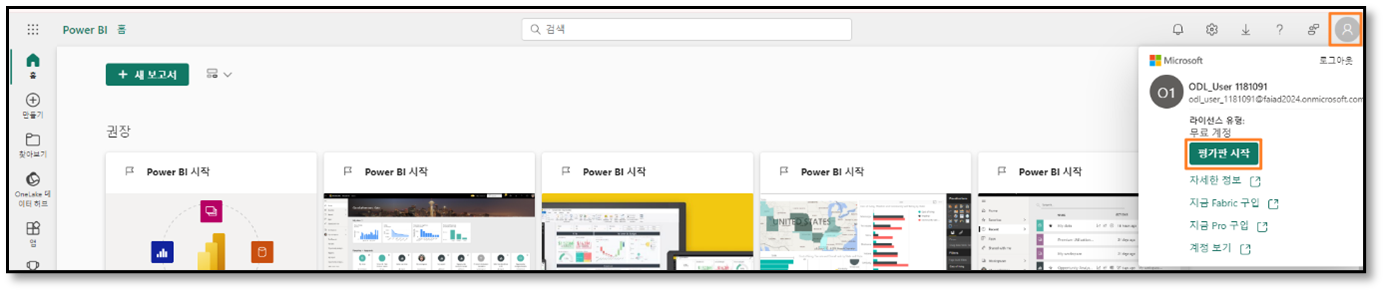 Power BI 홈
검색
홈
만들기
찾아보기
OneLake 데
이터 허브
앱
+ 새 보고서
권장
Power BI 시작
Power BI 시작
Power BI 시작
Power BI 시작
Power BI 시작
UNITED STATES
Microsoft
로그아웃
O1
ODL_User 1181091
odl_user_1181091@faiad2024.onmicrosoft.com
라이선스 유형:
무료 계정
평가판 시작
자세한 정보
지금 Fabric 구입
지금 Pro 구입
계정 보기